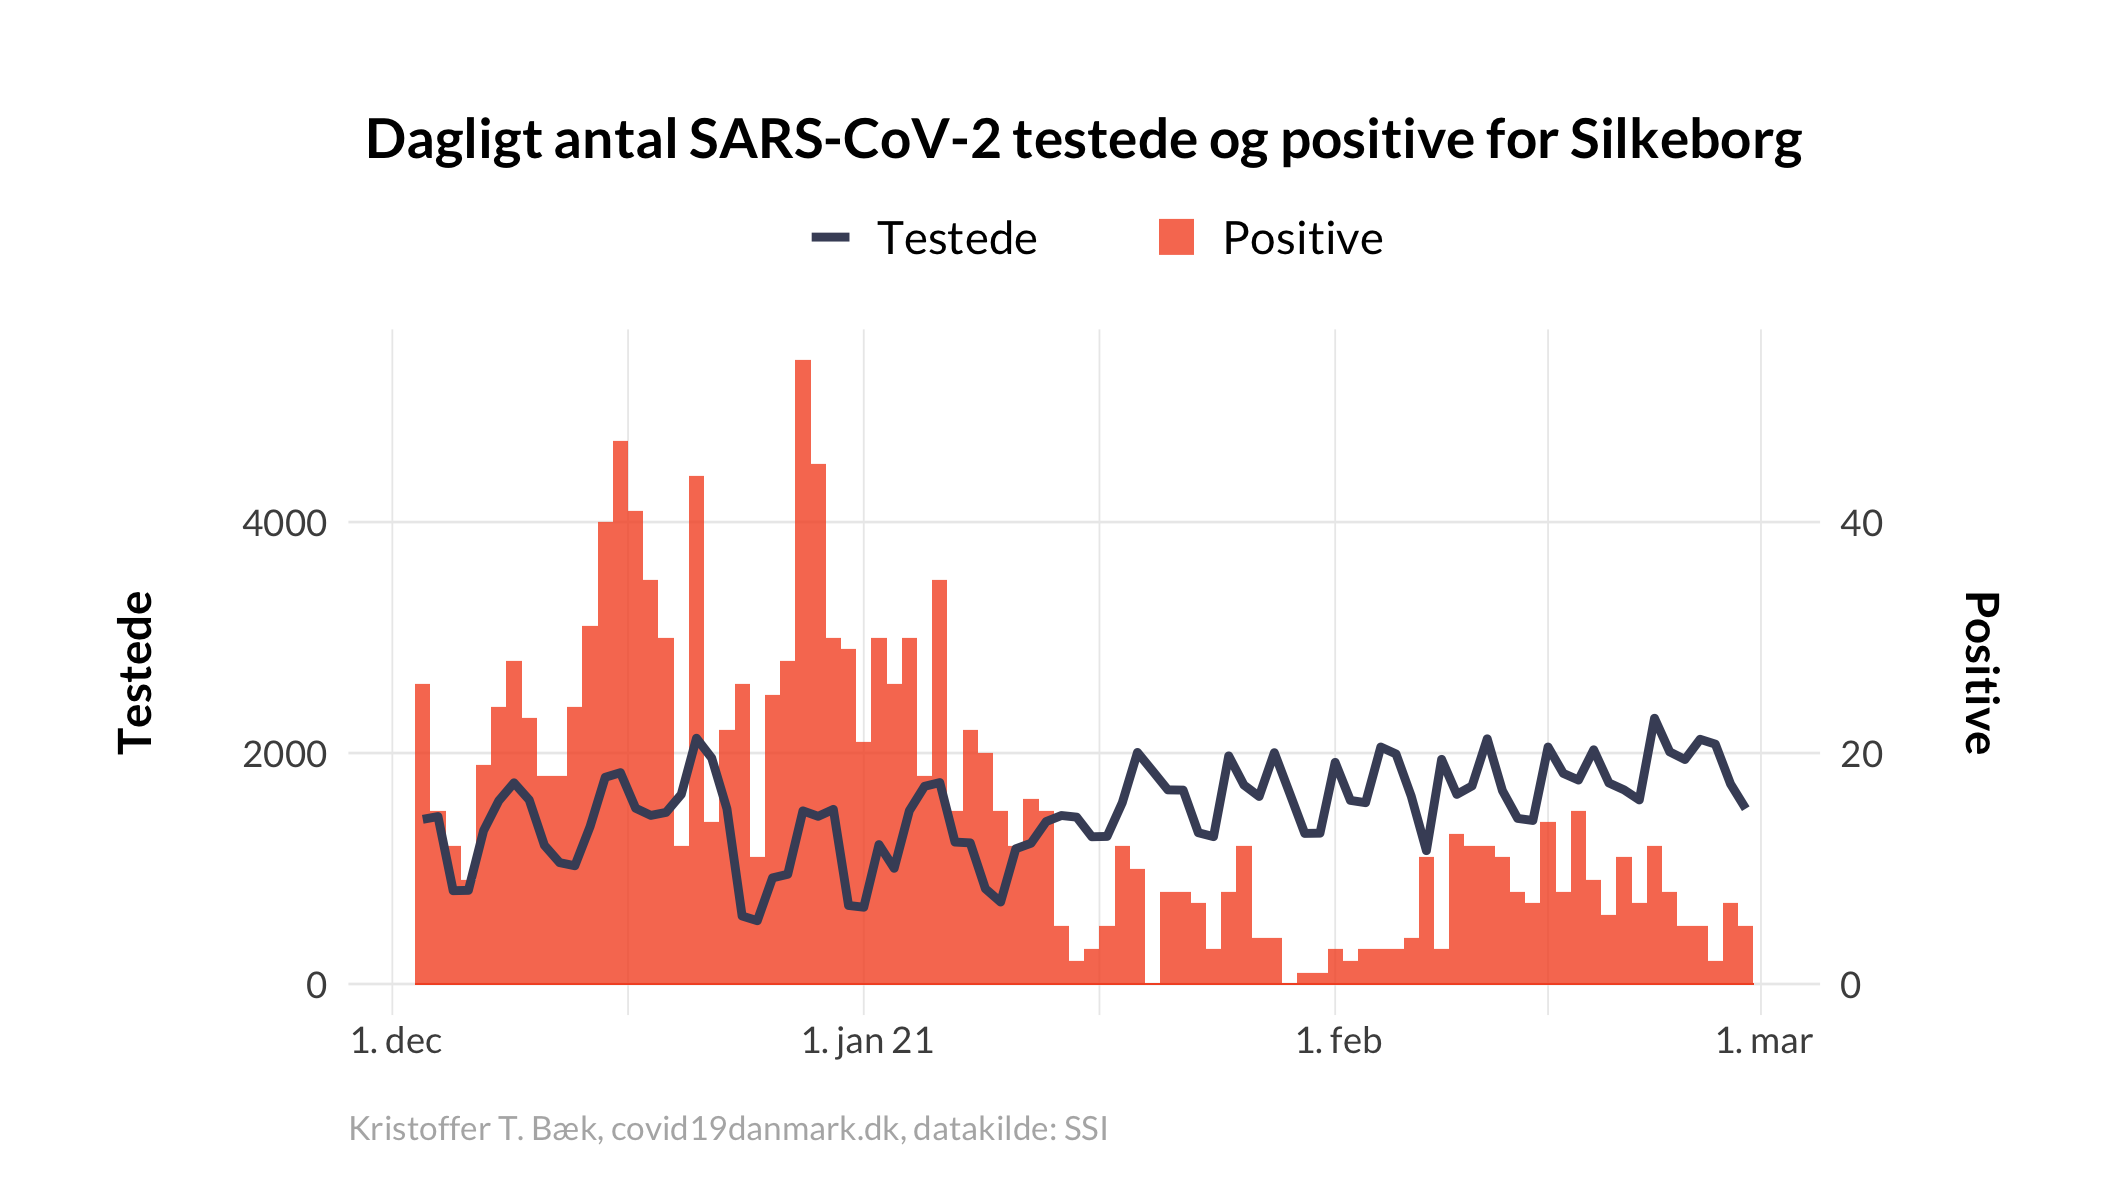 Dagligt antal SARS-CoV-2 testede og positive for Silkeborg
Testede
Positive
4000
2000
0
Testede
40
20
0
Positive
1. dec
1. jan 21
1. feb
1. mar
Kristoffer T. Bæk, covid19danmark.dk, datakilde: SSI